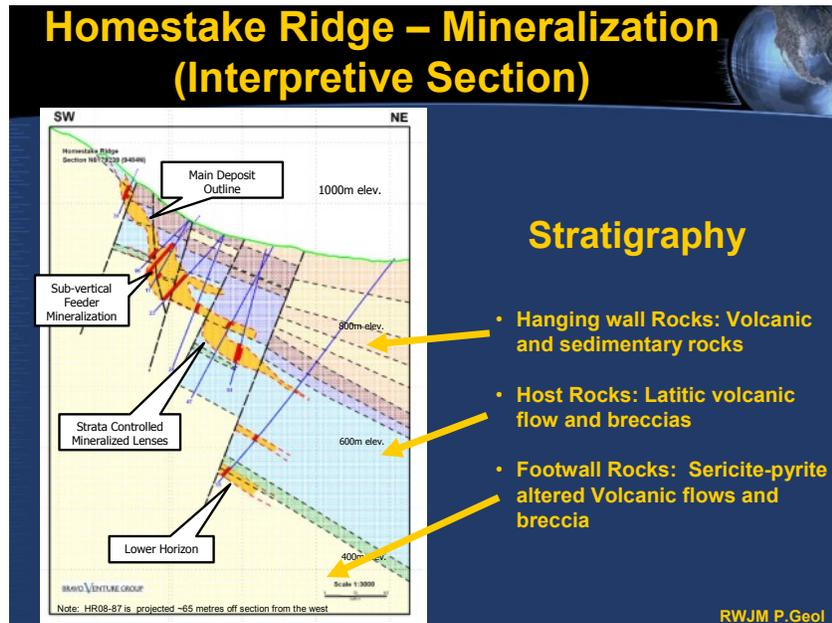 Homestake Ridge – Mineralization
(Interpretive Section)
SW
NE
Homestake Ridge
Main Deposit
Outline
1000m elev.
Sub-vertical
Feeder
Mineralization
800m elev.
Strata Controlled
Mineralized Lenses
600m elev.
Lower Horizon
400m elev.
BRAVO VENTURE GROUP
Scale 1:3000
Note: HR08-87 is projected ~65 metres off section from the west
Stratigraphy
• Hanging wall Rocks: Volcanic
and sedimentary rocks
• Host Rocks: Latitic volcanic
flow and breccias
• Footwall Rocks: Sericite-pyrite
altered Volcanic flows and
breccia
RWJM P.Geol